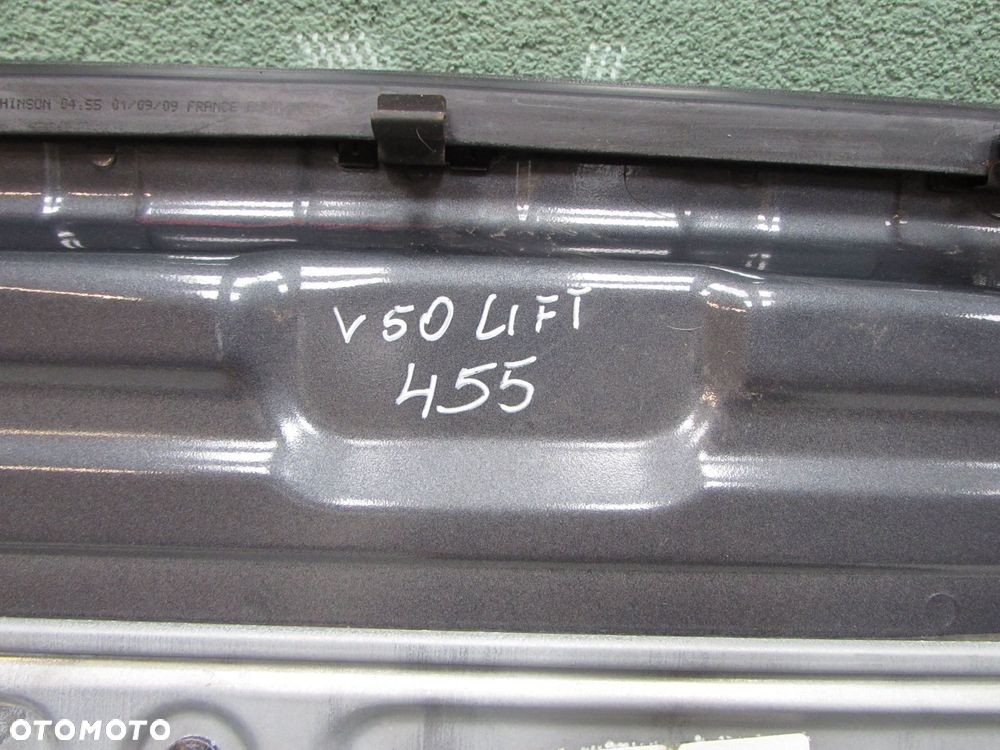 HINSON 04:55 01/09/09 FRANCE
V50 LIFT
455
OTOMOTO